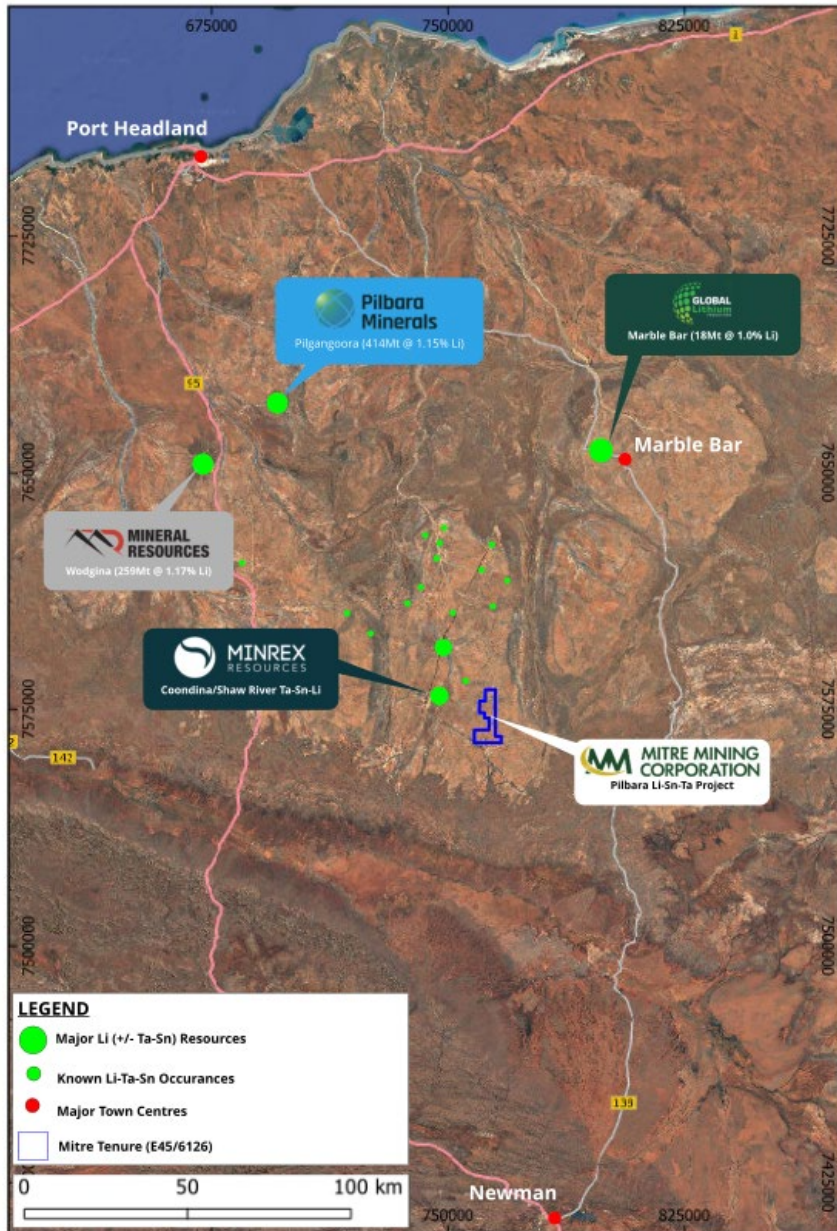 675000
750000
825000
1
Port Headland
7725000
7725000
Pilbara
Minerals
Pilgangoora (414Mt @ 1.15% Li)
GLOBAL
Lithium
Marble Bar (18Mt @ 1.0% Li)
95
Marble Bar
7650000
7650000
MINERAL
RESOURCES
Wodgina (259Mt @ 1.17% Li)
MINREX
RESOURCES
Coondina/Shaw River Ta-Sn-Li
7575000
7575000
142
MITRE MINING
CORPORATION
Pilbara Li-Sn-Ta Project
7500000
7500000
LEGEND
Major Li (+/- Ta-Sn) Resources
Known Li-Ta-Sn Occurances
Major Town Centres
Mitre Tenure (E45/6126)
138
0 50 100 km
7425000
Newman
750000
825000